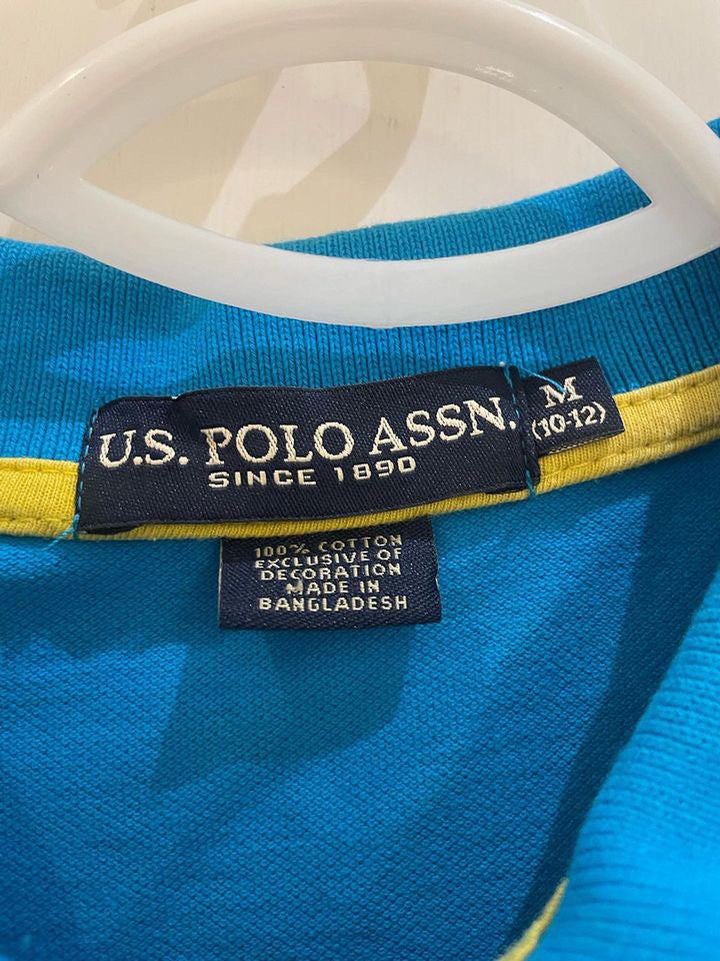 U.S. POLO ASSN.
SINCE 1890
M
(10-12)
100% COTTON
EXCLUSIVE OF
DECORATION
MADE IN
BANGLADESH